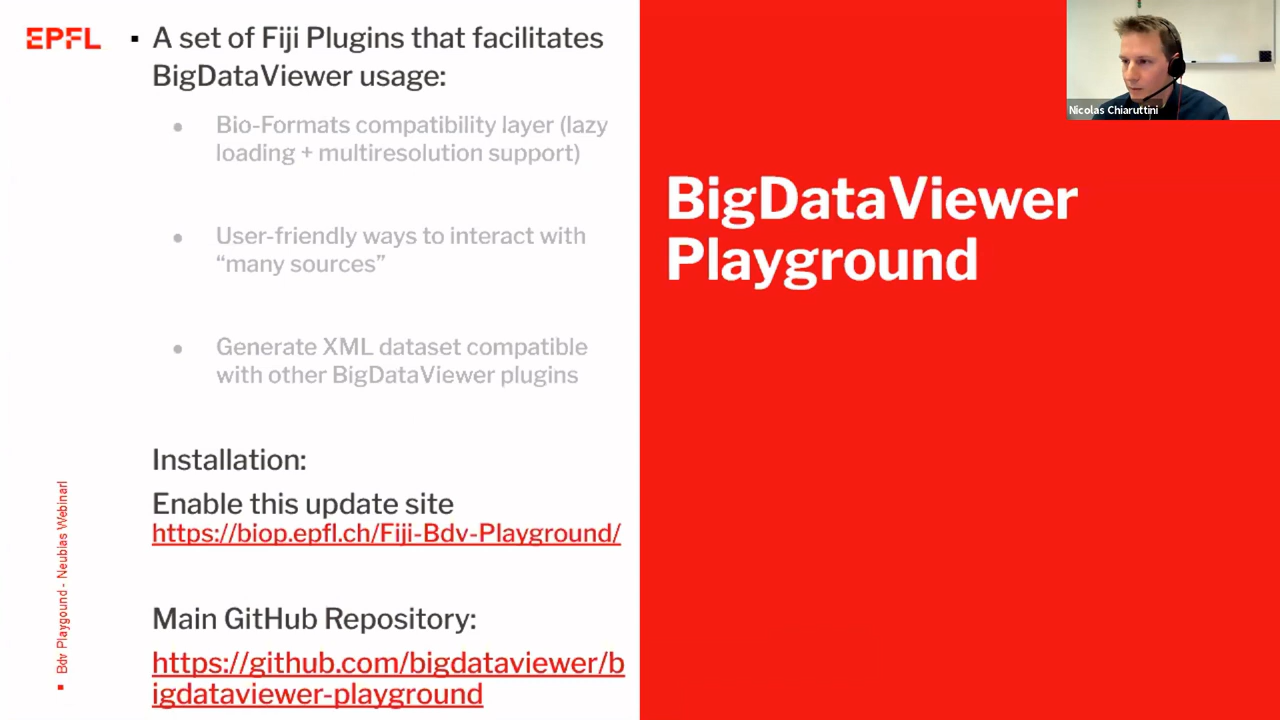 EPFL
▪ A set of Fiji Plugins that facilitates
BigDataViewer usage:
● Bio-Formats compatibility layer (lazy
loading + multiresolution support)
● User-friendly ways to interact with
“many sources”
● Generate XML dataset compatible
with other BigDataViewer plugins
Installation:
Enable this update site
https://biop.epfl.ch/Fiji-Bdv-Playground/
Main GitHub Repository:
https://github.com/bigdataviewer/b
igdataviewer-playground
▪ Bdv Playgound - Neubias Webinarl
BigDataViewer
Playground
Nicolas Chiaruttini